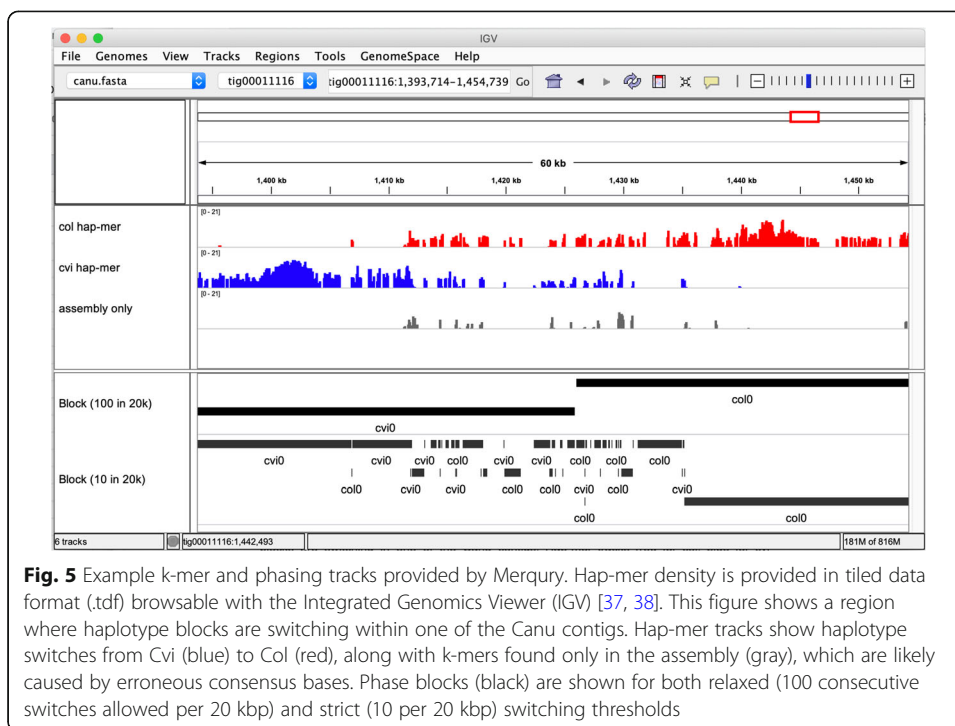 IGV
File Genomes View Tracks Regions Tools GenomeSpace Help
canu.fasta tig00011116 tig00011116:1,393,714-1,454,739 Go
60 kb
1,400 kb 1,410 kb 1,420 kb 1,430 kb 1,440 kb 1,450 kb
[0 - 21]
col hap-mer
[0 - 21]
cvi hap-mer
[0 - 21]
assembly only
Block (100 in 20k)
col0
cvi0
cvi0 cvi0 cvi0 col0 cvi0 cvi0 col0 col0 col0
Block (10 in 20k)
col0 cvi0 cvi0 col0 col0 cvi0 col0 cvi0
col0 col0
6 tracks tig00011116:1,442,493 181M of 816M
Fig. 5 Example k-mer and phasing tracks provided by Merqury. Hap-mer density is provided in tiled data
format (.tdf) browsable with the Integrated Genomics Viewer (IGV) [37, 38]. This figure shows a region
where haplotype blocks are switching within one of the Canu contigs. Hap-mer tracks show haplotype
switches from Cvi (blue) to Col (red), along with k-mers found only in the assembly (gray), which are likely
caused by erroneous consensus bases. Phase blocks (black) are shown for both relaxed (100 consecutive
switches allowed per 20 kbp) and strict (10 per 20 kbp) switching thresholds